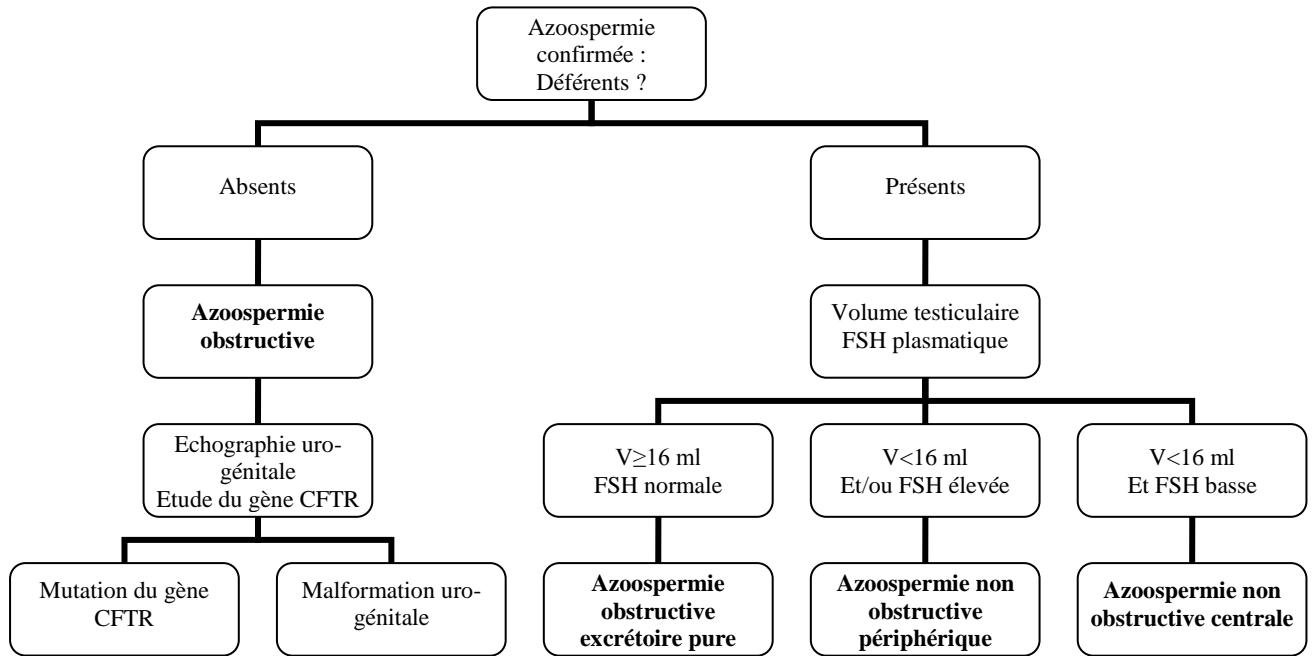 Azoospermie
confirmée :
Déférents ?
Absents
Présents
Azoospermie
obstructive
Volume testiculaire
FSH plasmatique
Echographie uro-
génitale
Etude du gène CFTR
V≥16 ml
FSH normale
V<16 ml
Et/ou FSH élevée
V<16 ml
Et FSH basse
Mutation du gène
CFTR
Malformation uro-
génitale
Azoospermie
obstructive
excrétoire pure
Azoospermie non
obstructive
périphérique
Azoospermie non
obstructive centrale